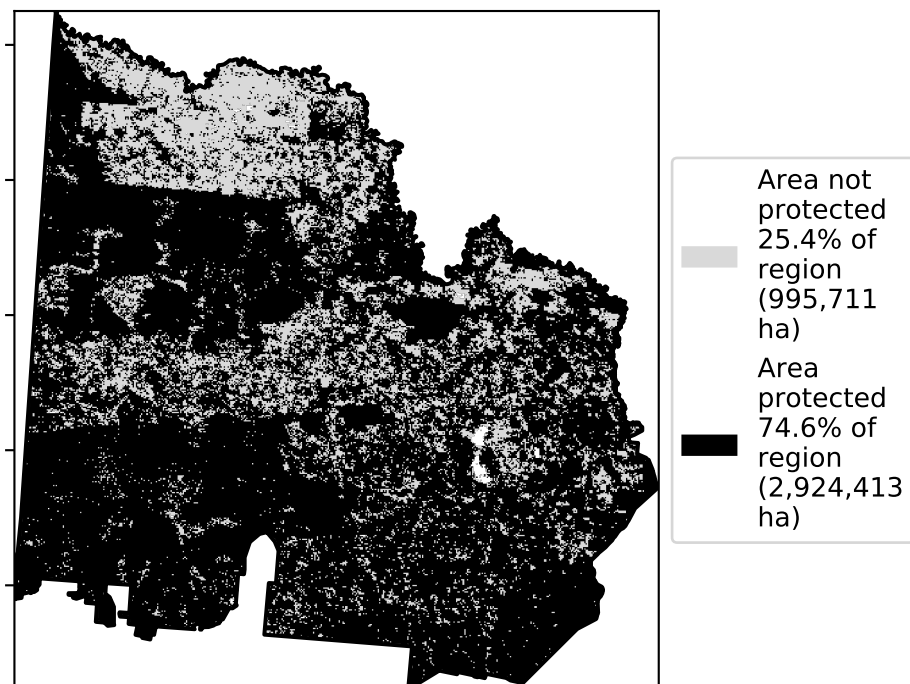 Area not
protected
25.4% of
region
(995,711
ha)
Area
protected
74.6% of
region
(2,924,413
ha)